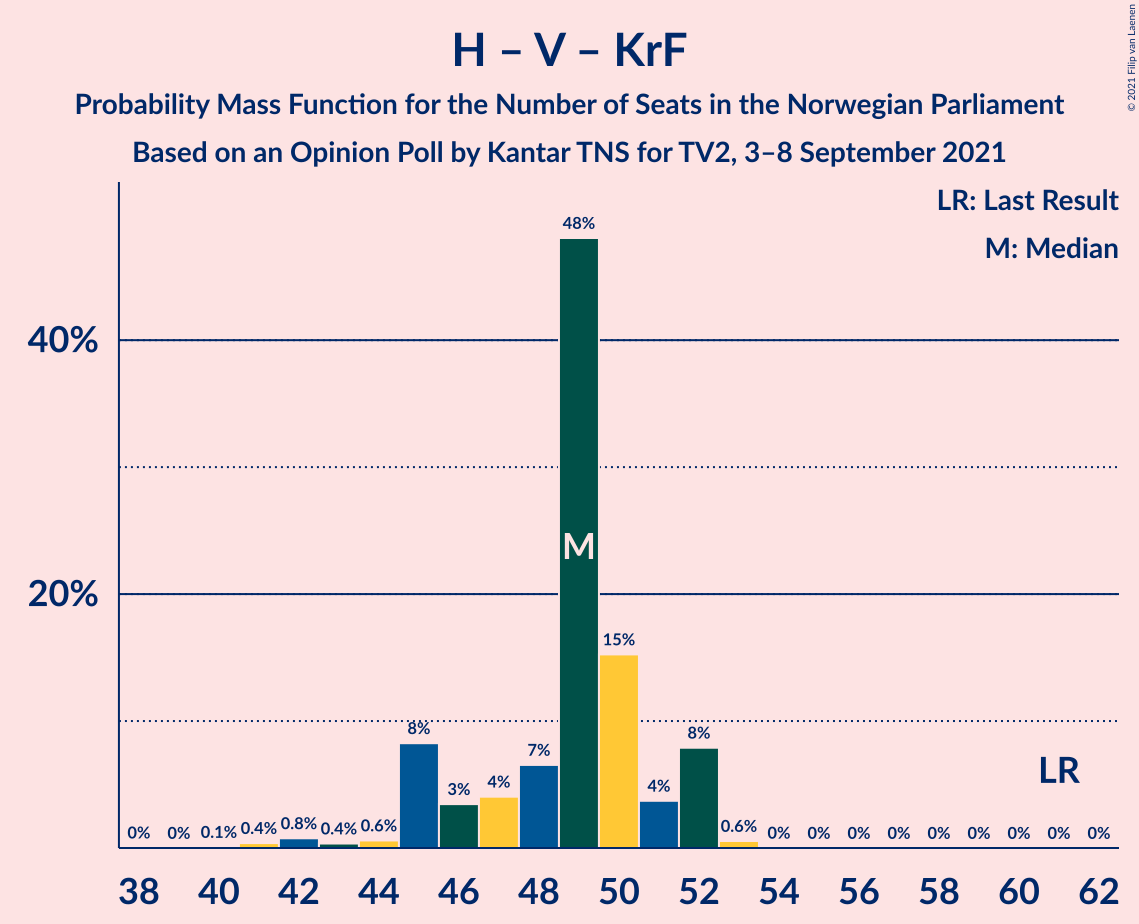 H – V – KrF
Probability Mass Function for the Number of Seats in the Norwegian Parliament
Based on an Opinion Poll by Kantar TNS for TV2, 3–8 September 2021
© 2021 Filip van Laenen
LR: Last Result
M: Median
48%
40%
M
20%
15%
8% 7% 8%
LR
3% 4% 4%
0% 0% 0.1% 0.4% 0.8% 0.4% 0.6% 0.6% 0% 0% 0% 0% 0% 0% 0% 0% 0%
38 40 42 44 46 48 50 52 54 56 58 60 62